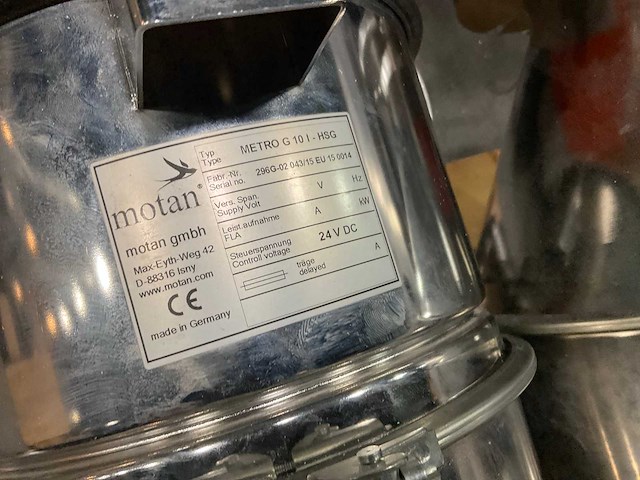 motan®
motan gmbh
Max-Eyth-Weg 42
D-88316 Isny
www.motan.com
CE
made in Germany
Typ
Type
METRO G 10 I - HSG
Fabr.-Nr.
Serial no.
296G-02 043/15 EU 15 0014
Vers. Span.
Supply Volt
V
Hz
Leist.aufnahme
FLA
A
kW
Steuerspannung
Controll voltage
24 V DC
träge
delayed
A